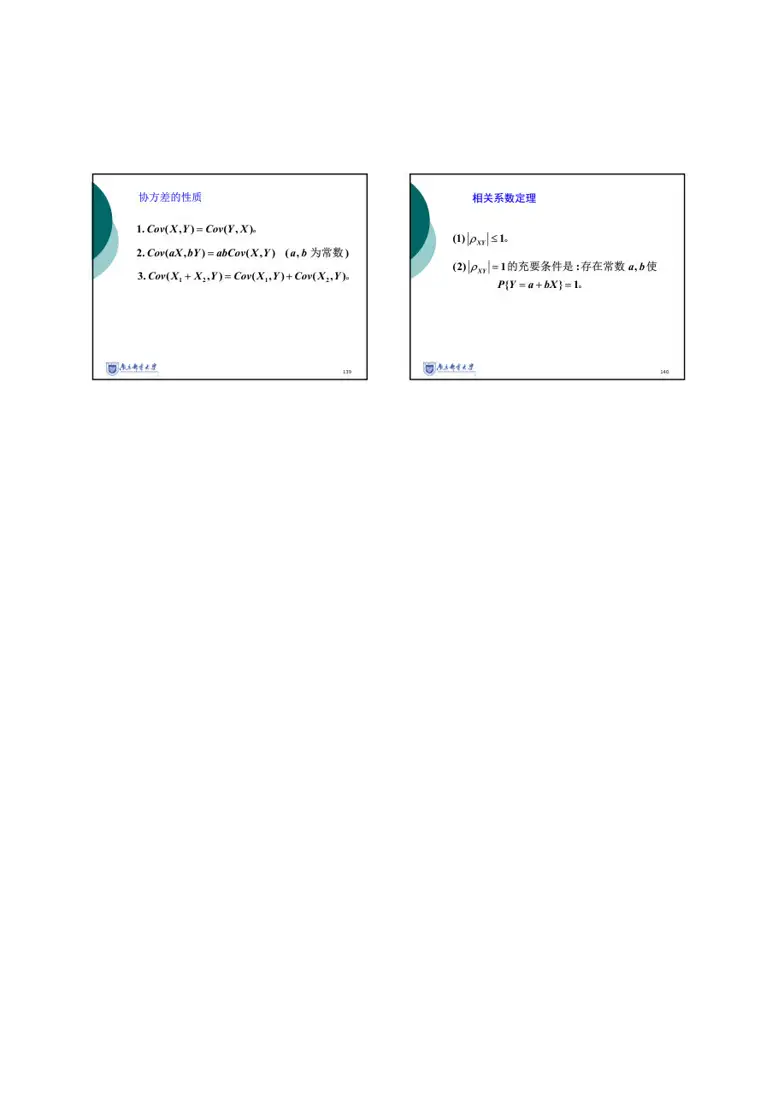 协方差的性质
1. Cov(X,Y) = Cov(Y,X)。
2. Cov(aX,bY) = abCov(X,Y) (a,b 为常数)
3. Cov(X₁ + X₂,Y) = Cov(X₁,Y) + Cov(X₂,Y)。
139
相关系数定理
(1) |ρ_XY| ≤ 1。
(2) |ρ_XY| = 1的充要条件是:存在常数 a,b使
P{Y = a + bX} = 1。
140